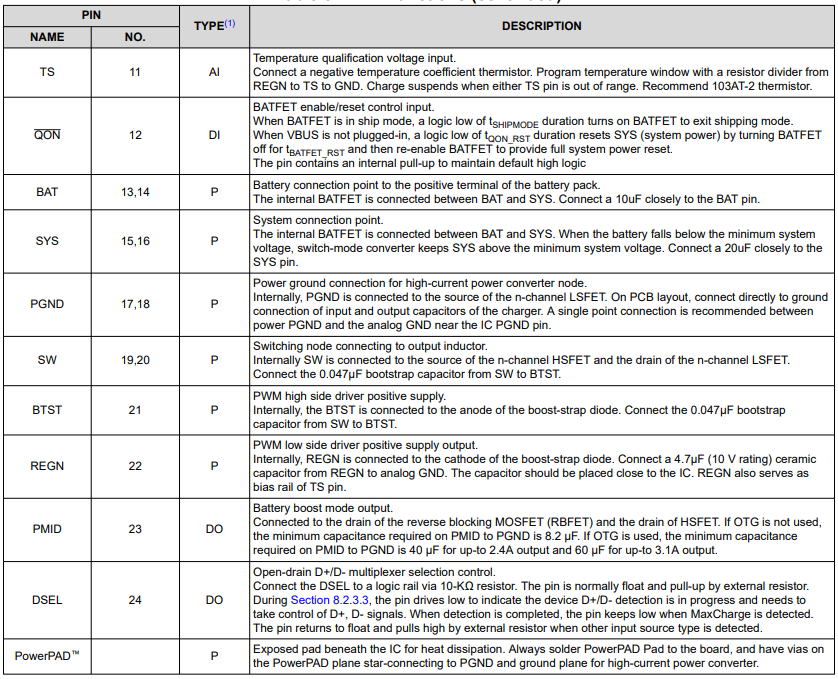 PIN
TYPE(1)
DESCRIPTION
NAME
NO.
TS
11
AI
Temperature qualification voltage input.
Connect a negative temperature coefficient thermistor. Program temperature window with a resistor divider from
REGN to TS to GND. Charge suspends when either TS pin is out of range. Recommend 103AT-2 thermistor.
QON
12
DI
BATFET enable/reset control input.
When BATFET is in ship mode, a logic low of tSHIPMODE duration turns on BATFET to exit shipping mode.
When VBUS is not plugged-in, a logic low of tQON_RST duration resets SYS (system power) by turning BATFET
off for tBATFET_RST and then re-enable BATFET to provide full system power reset.
The pin contains an internal pull-up to maintain default high logic
BAT
13,14
P
Battery connection point to the positive terminal of the battery pack.
The internal BATFET is connected between BAT and SYS. Connect a 10uF closely to the BAT pin.
SYS
15,16
P
System connection point.
The internal BATFET is connected between BAT and SYS. When the battery falls below the minimum system
voltage, switch-mode converter keeps SYS above the minimum system voltage. Connect a 20uF closely to the
SYS pin.
PGND
17,18
P
Power ground connection for high-current power converter node.
Internally, PGND is connected to the source of the n-channel LSFET. On PCB layout, connect directly to ground
connection of input and output capacitors of the charger. A single point connection is recommended between
power PGND and the analog GND near the IC PGND pin.
SW
19,20
P
Switching node connecting to output inductor.
Internally SW is connected to the source of the n-channel HSFET and the drain of the n-channel LSFET.
Connect the 0.047μF bootstrap capacitor from SW to BTST.
BTST
21
P
PWM high side driver positive supply.
Internally, the BTST is connected to the anode of the boost-strap diode. Connect the 0.047μF bootstrap
capacitor from SW to BTST.
REGN
22
P
PWM low side driver positive supply output.
Internally, REGN is connected to the cathode of the boost-strap diode. Connect a 4.7μF (10 V rating) ceramic
capacitor from REGN to analog GND. The capacitor should be placed close to the IC. REGN also serves as
bias rail of TS pin.
PMID
23
DO
Battery boost mode output.
Connected to the drain of the reverse blocking MOSFET (RBFET) and the drain of HSFET. If OTG is not used,
the minimum capacitance required on PMID to PGND is 8.2 μF. If OTG is used, the minimum capacitance
required on PMID to PGND is 40 μF for up-to 2.4A output and 60 μF for up-to 3.1A output.
DSEL
24
DO
Open-drain D+/D- multiplexer selection control.
Connect the DSEL to a logic rail via 10-KΩ resistor. The pin is normally float and pull-up by external resistor.
During Section 8.2.3.3, the pin drives low to indicate the device D+/D- detection is in progress and needs to
take control of D+, D- signals. When detection is completed, the pin keeps low when MaxCharge is detected.
The pin returns to float and pulls high by external resistor when other input source type is detected.
PowerPAD™
P
Exposed pad beneath the IC for heat dissipation. Always solder PowerPAD Pad to the board, and have vias on
the PowerPAD plane star-connecting to PGND and ground plane for high-current power converter.